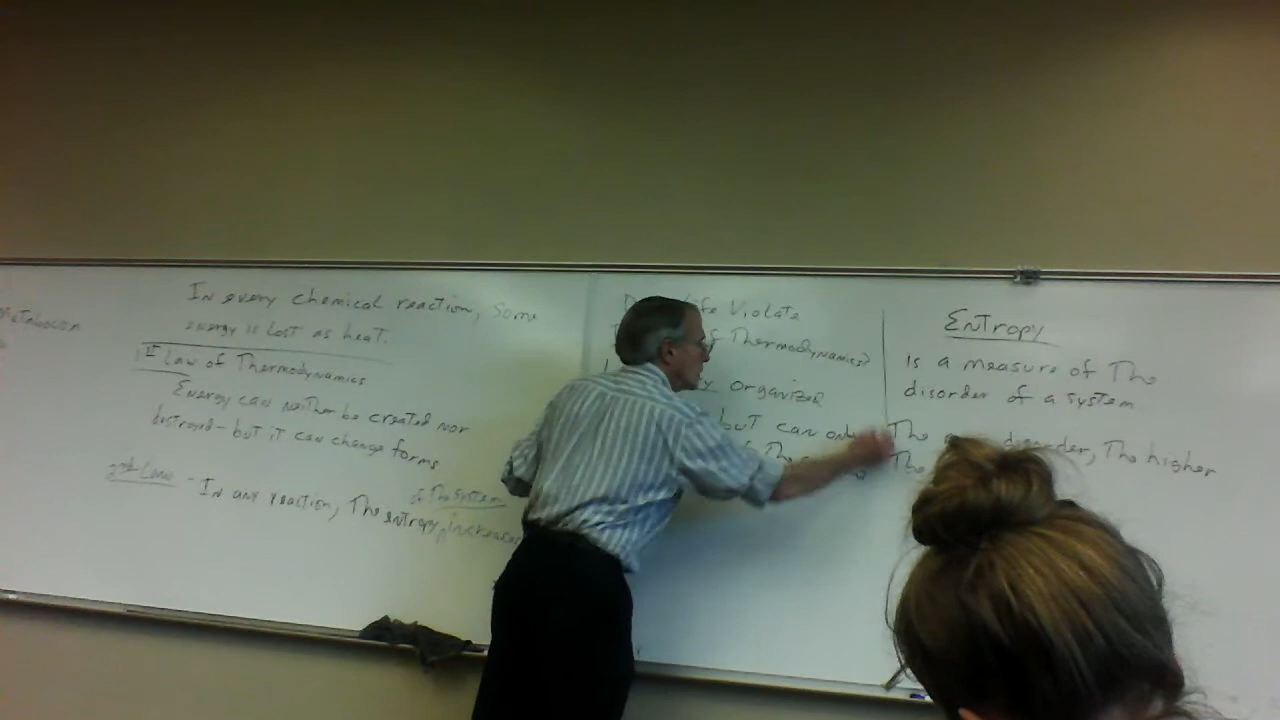 Metabolism
In every chemical reaction, Some
energy is lost as heat.
1st Law of Thermodynamics
Energy can neither be created nor
destroyed - but it can change forms
2nd Law - In any reaction, The entropy increases
of The system
Violate
of Thermodynamics?
organized
but can only
The
Entropy
is a measure of The
disorder of a system
The disorder, The higher
The